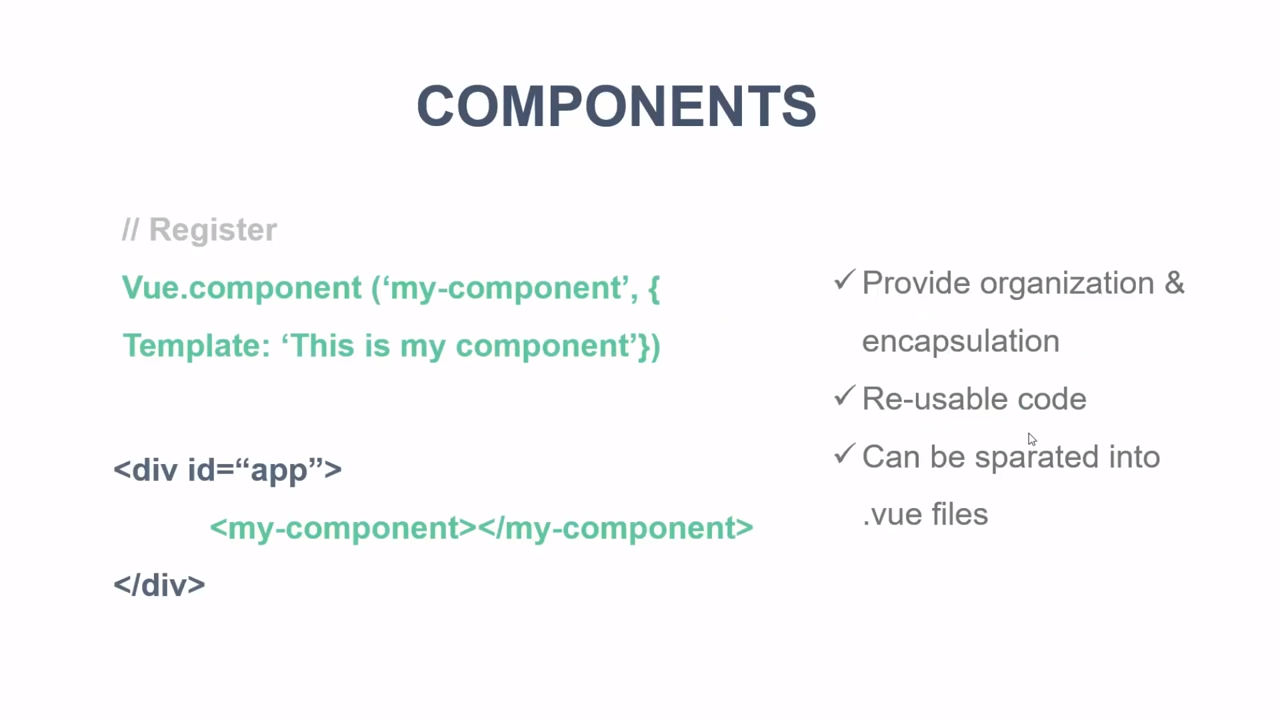 COMPONENTS
// Register
Vue.component (‘my-component’, {
Template: ‘This is my component’})
<div id=“app”>
<my-component></my-component>
</div>
✓ Provide organization &
encapsulation
✓ Re-usable code
✓ Can be sparated into
.vue files